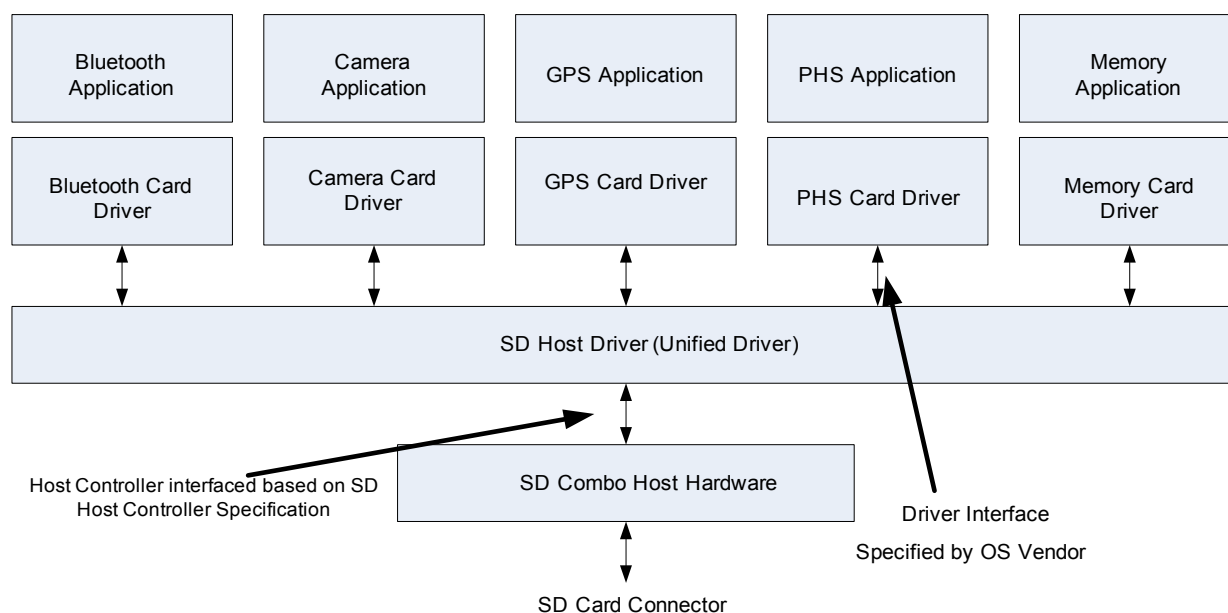 Bluetooth
Application
Camera
Application
GPS Application
PHS Application
Memory
Application
Bluetooth Card
Driver
Camera Card
Driver
GPS Card Driver
PHS Card Driver
Memory Card
Driver
SD Host Driver (Unified Driver)
Host Controller interfaced based on SD
Host Controller Specification
SD Combo Host Hardware
Driver Interface
Specified by OS Vendor
SD Card Connector